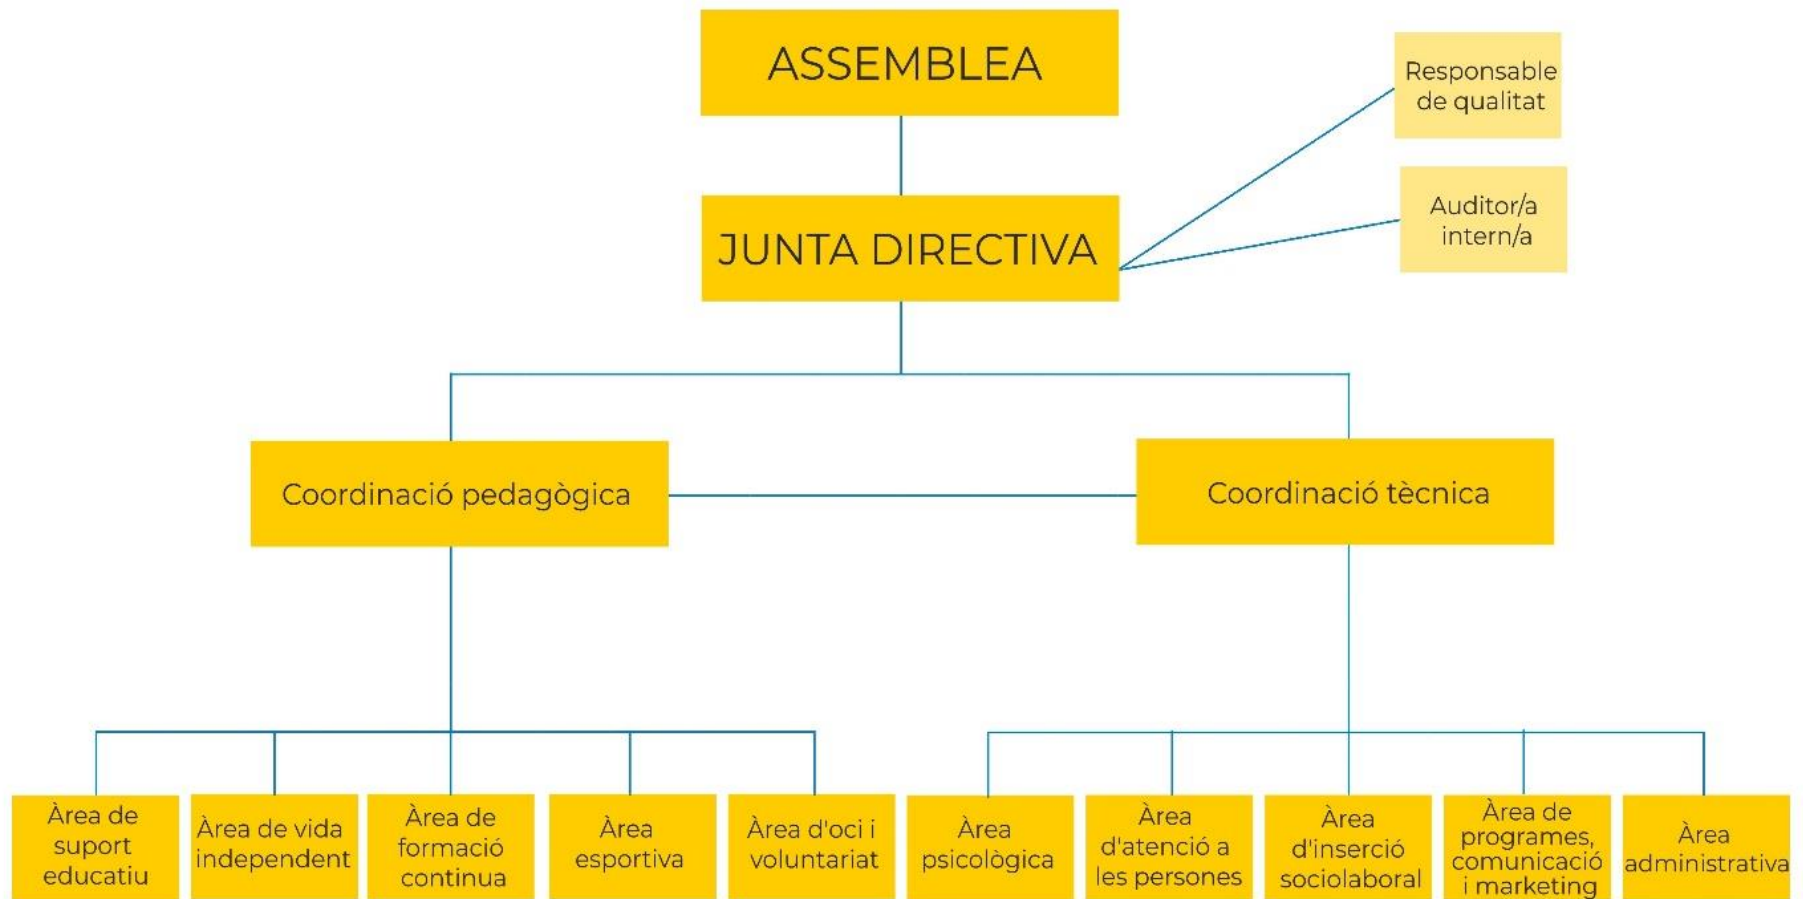 ASSEMBLEA
Responsable
de qualitat
Auditor/a
intern/a
JUNTA DIRECTIVA
Coordinació pedagògica
Coordinació tècnica
Àrea de
suport
educatiu
Àrea de vida
independent
Àrea de
formació
continua
Àrea
esportiva
Àrea d'oci i
voluntariat
Àrea
psicològica
Àrea
d'atenció a
les persones
Àrea
d'inserció
sociolaboral
Àrea de
programes,
comunicació
i marketing
Àrea
administrativa